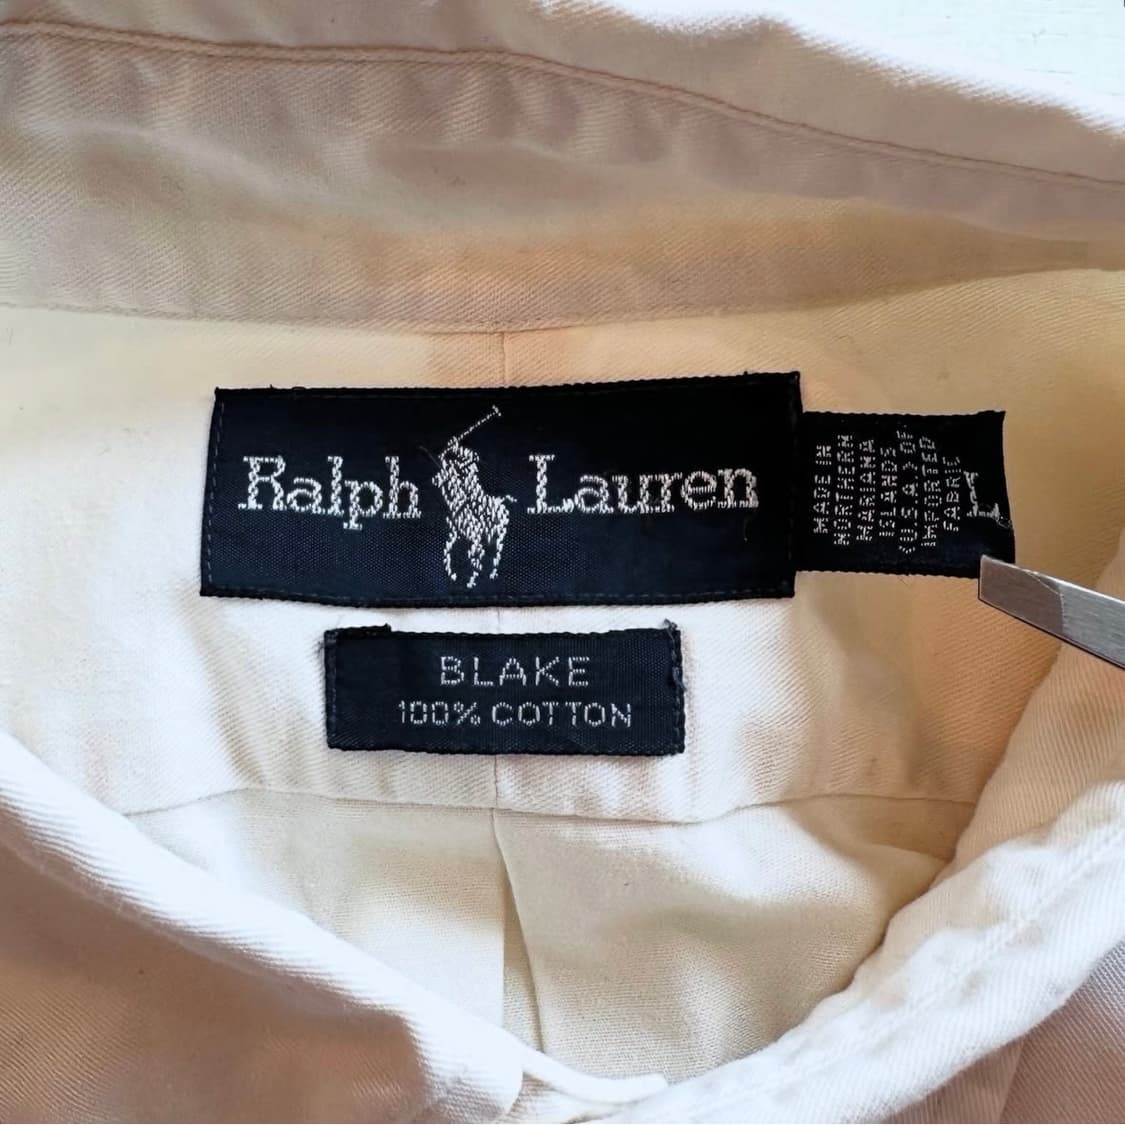 Ralph Lauren
BLAKE
100% COTTON
MADE IN
NORTHERN
MARIANA
ISLANDS
(U.S.A.) OF
IMPORTED
FABRIC
L